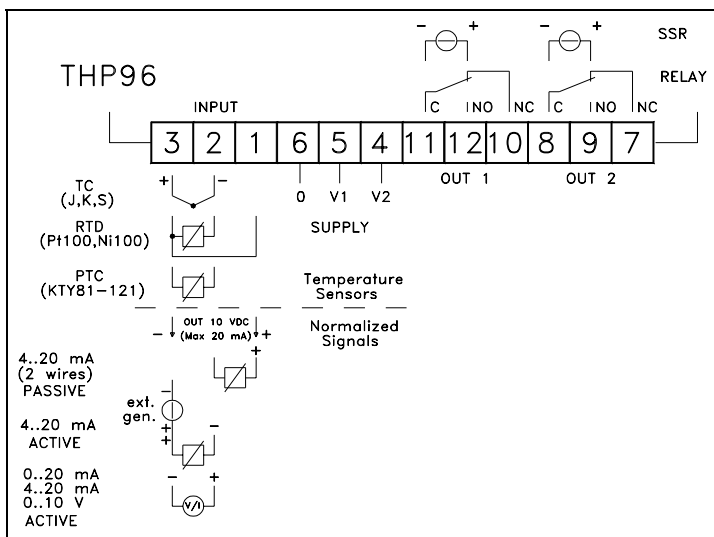 - + - + SSR
THP96 RELAY
INPUT C NO NC C NO NC
3 2 1 6 5 4 11 12 10 8 9 7
+ - OUT 1 OUT 2
TC
(J,K,S) 0 V1 V2
RTD
(Pt100,Ni100) SUPPLY
PTC
(KTY81-121) Temperature
Sensors
- OUT 10 VDC +
(Max 20 mA)
Normalized
Signals
4..20 mA
(2 wires)
PASSIVE
+
-
ext.
gen.
+
+ -
4..20 mA
ACTIVE
0..20 mA
4..20 mA
0..10 V
ACTIVE
- +
V/I